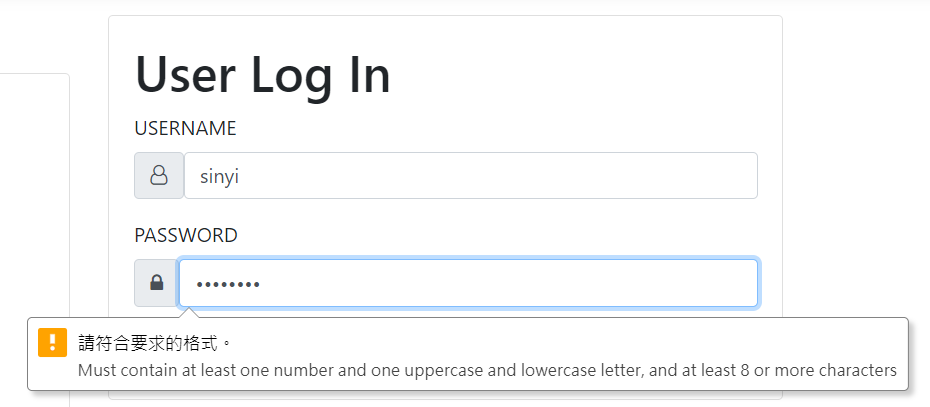 User Log In
USERNAME
sinyi
PASSWORD
••••••••
請符合要求的格式。
Must contain at least one number and one uppercase and lowercase letter, and at least 8 or more characters